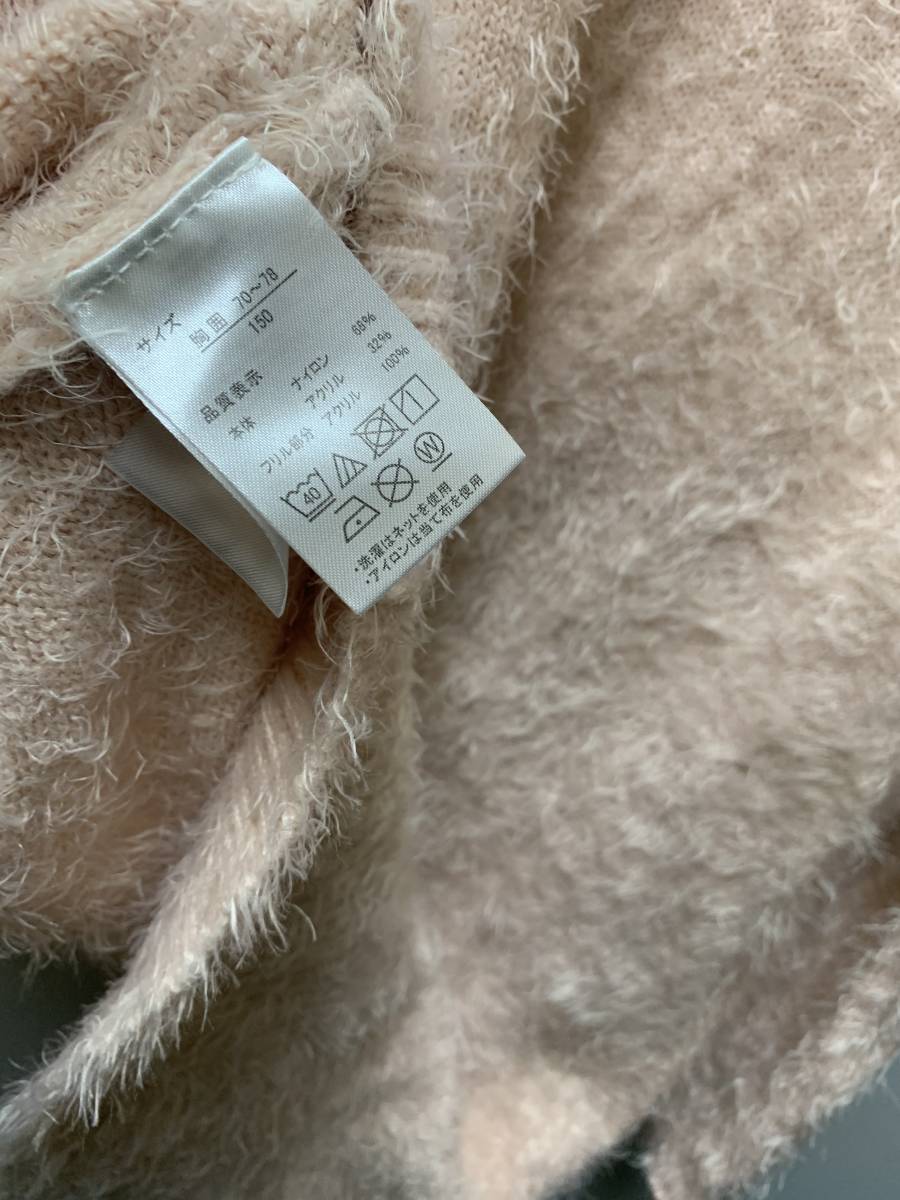 サイズ
胸囲 70~78
150
品質表示
本体 ナイロン 68%
アクリル 32%
フリル部分 アクリル 100%
40
W
・洗濯はネットを使用
・アイロンは当て布を使用